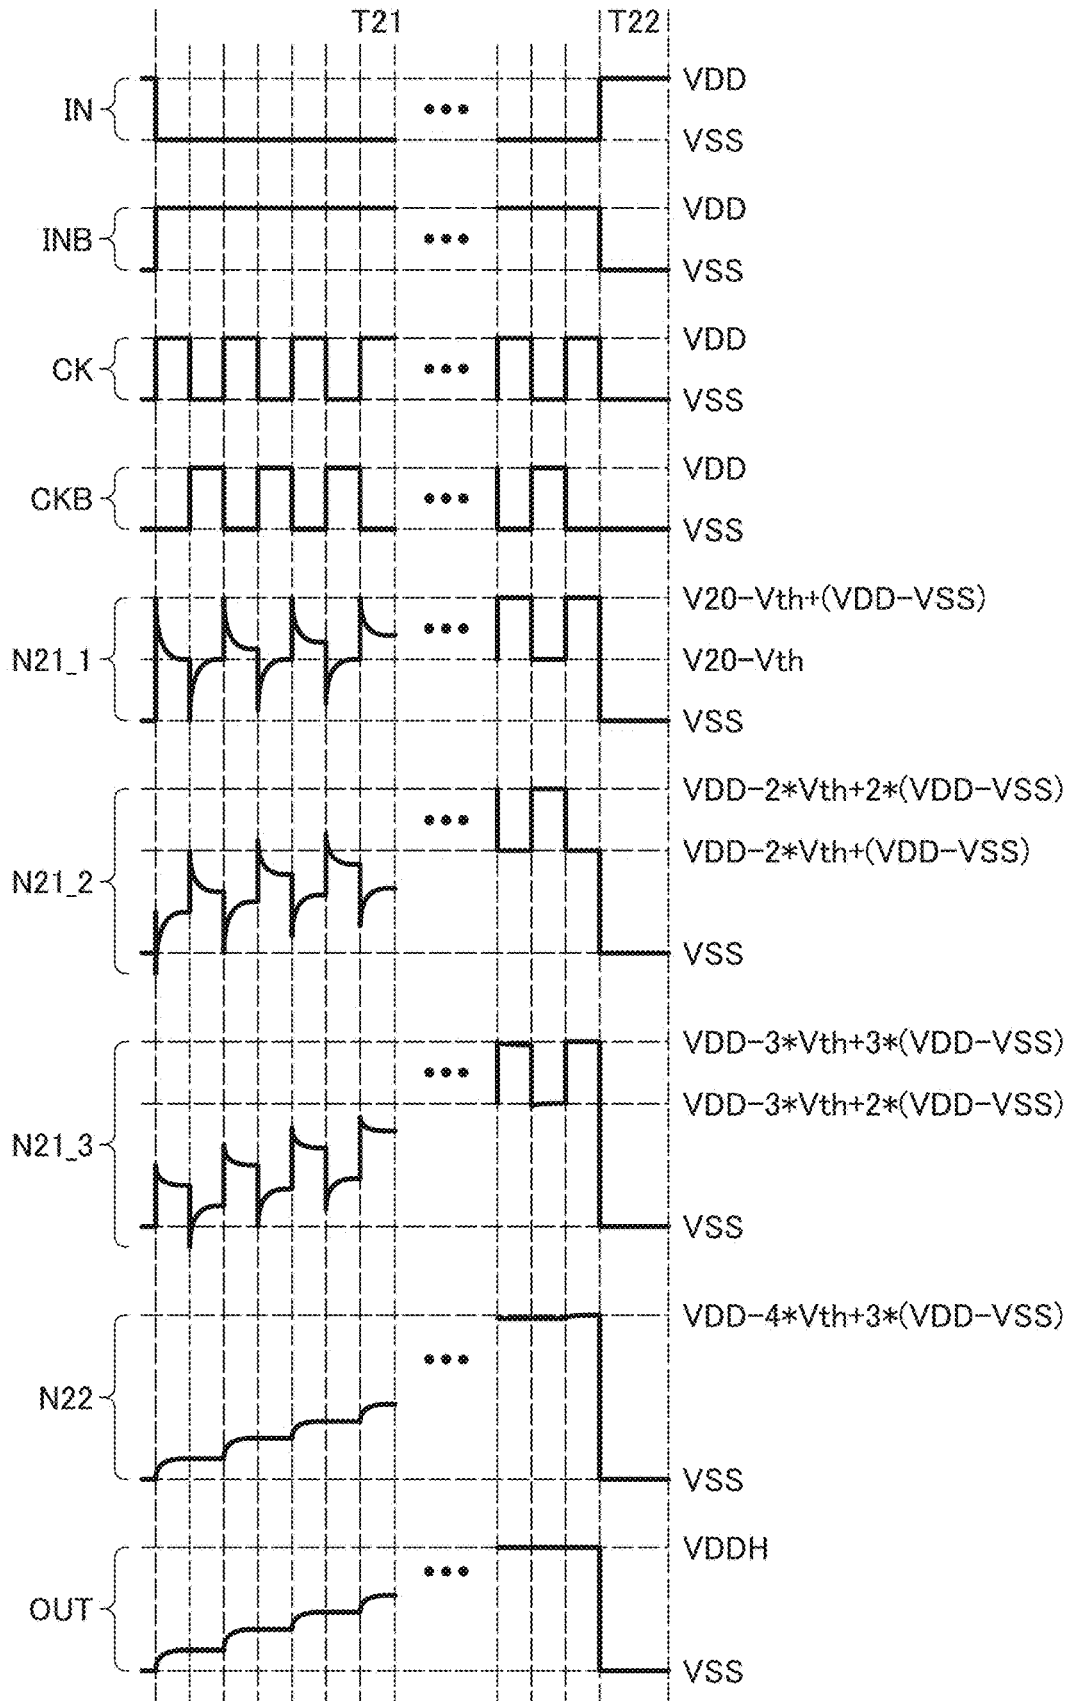 T21 T22
IN
VDD
VSS
INB
VDD
VSS
CK
VDD
VSS
CKB
VDD
VSS
N21_1
V20-Vth+(VDD-VSS)
V20-Vth
VSS
N21_2
VDD-2*Vth+2*(VDD-VSS)
VDD-2*Vth+(VDD-VSS)
VSS
N21_3
VDD-3*Vth+3*(VDD-VSS)
VDD-3*Vth+2*(VDD-VSS)
VSS
N22
VDD-4*Vth+3*(VDD-VSS)
VSS
OUT
VDDH
VSS